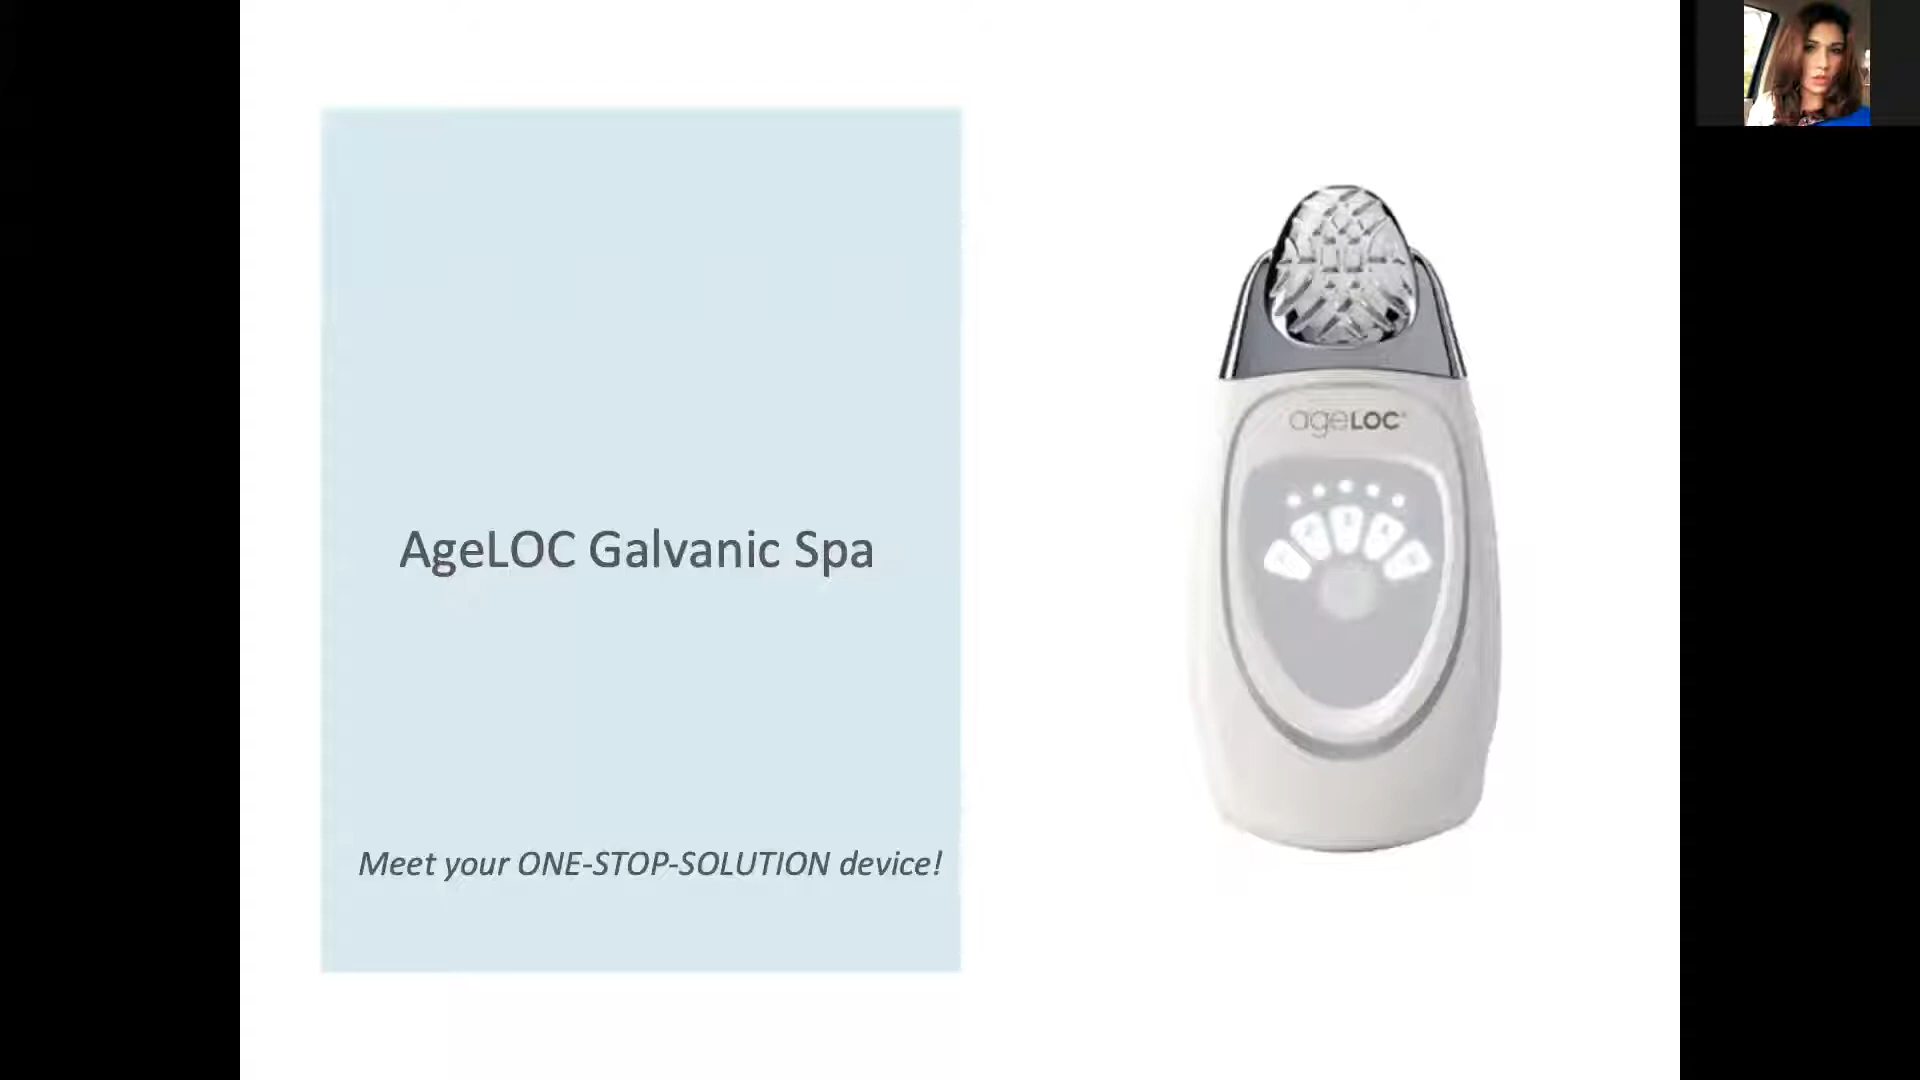 AgeLOC Galvanic Spa
Meet your ONE-STOP-SOLUTION device!
ageLOC